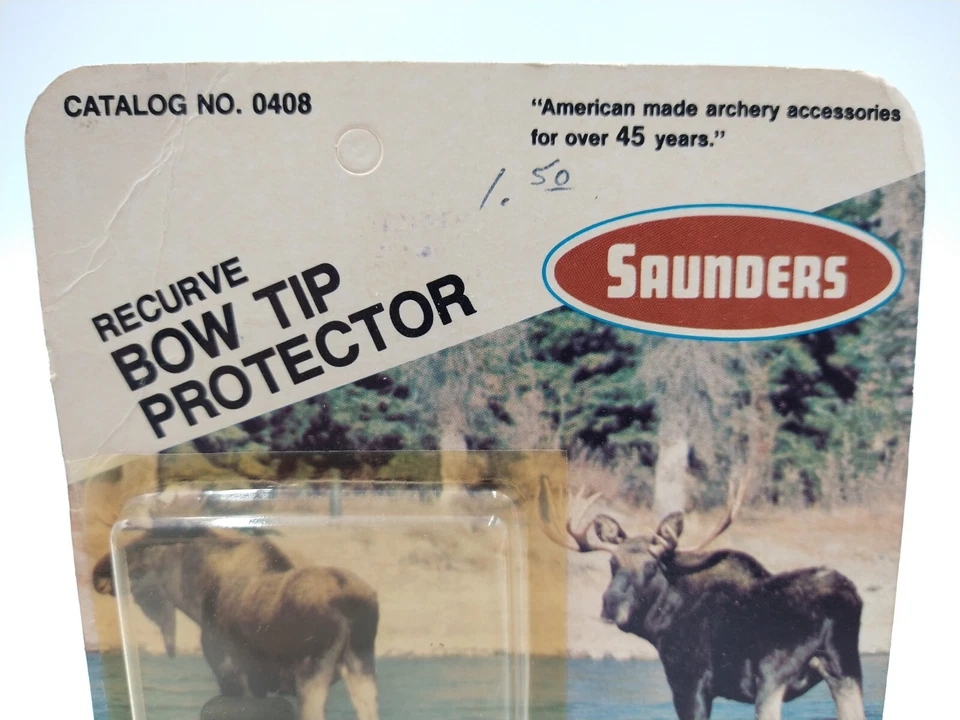 CATALOG NO. 0408
“American made archery accessories
for over 45 years.”
1.50
SAUNDERS
RECURVE
BOW TIP
PROTECTOR